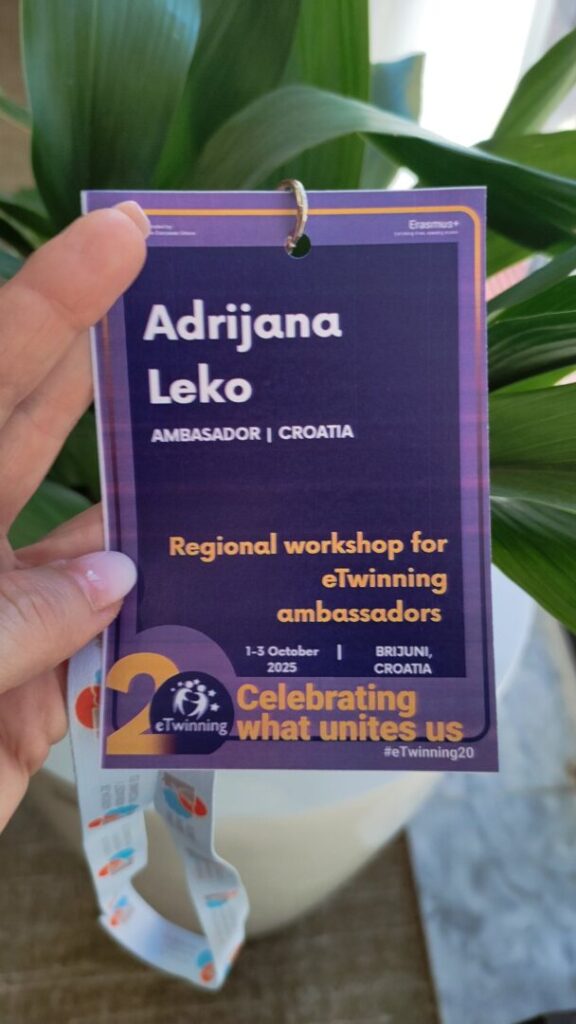 Erasmus+
Adrijana
Leko
AMBASADOR | CROATIA
Regional workshop for
eTwinning
ambassadors
1-3 October | BRIJUNI,
2025 CROATIA
20 eTwinning
Celebrating
what unites us
#eTwinning20